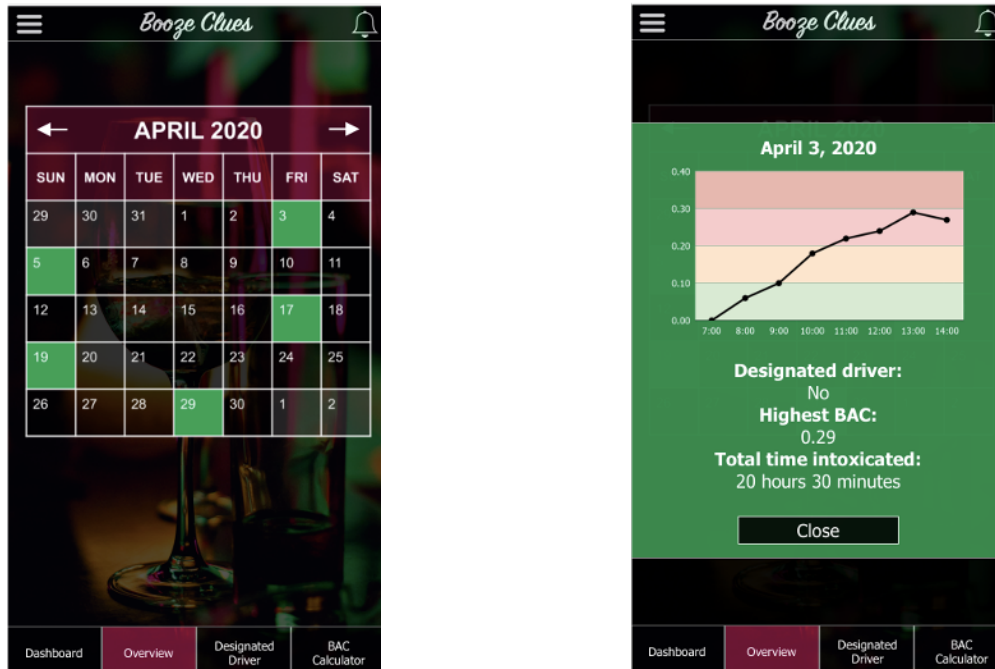 Booze Clues
APRIL 2020
SUN MON TUE WED THU FRI SAT
29 30 31 1 2 3 4
5 6 7 8 9 10 11
12 13 14 15 16 17 18
19 20 21 22 23 24 25
26 27 28 29 30 1 2
Dashboard Overview Designated Driver BAC Calculator
Booze Clues
APRIL 2020
April 3, 2020
0.40
0.30
0.20
0.10
0.00
7:00 8:00 9:00 10:00 11:00 12:00 13:00 14:00
Designated driver:
No
Highest BAC:
0.29
Total time intoxicated:
20 hours 30 minutes
Close
Dashboard Overview Designated Driver BAC Calculator